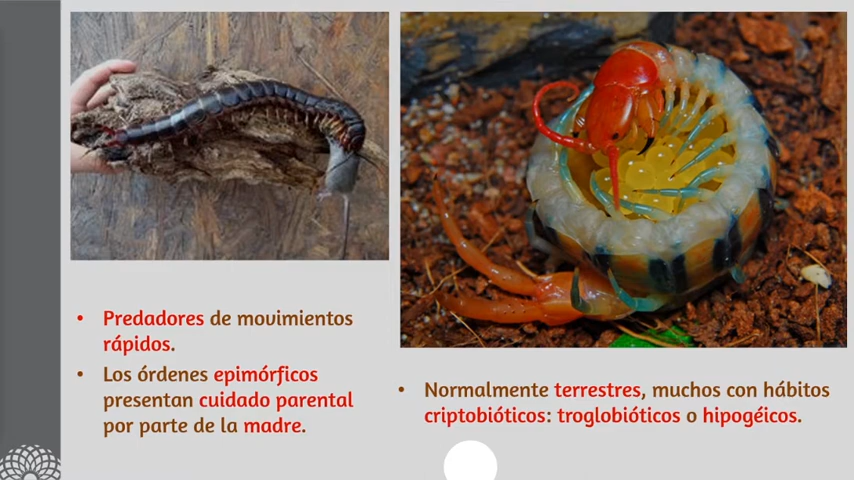 Predadores de movimientos
rápidos.
Los órdenes epimórficos
presentan cuidado parental
por parte de la madre.
Normalmente terrestres, muchos con hábitos
criptobióticos: troglobióticos o hipogéicos.